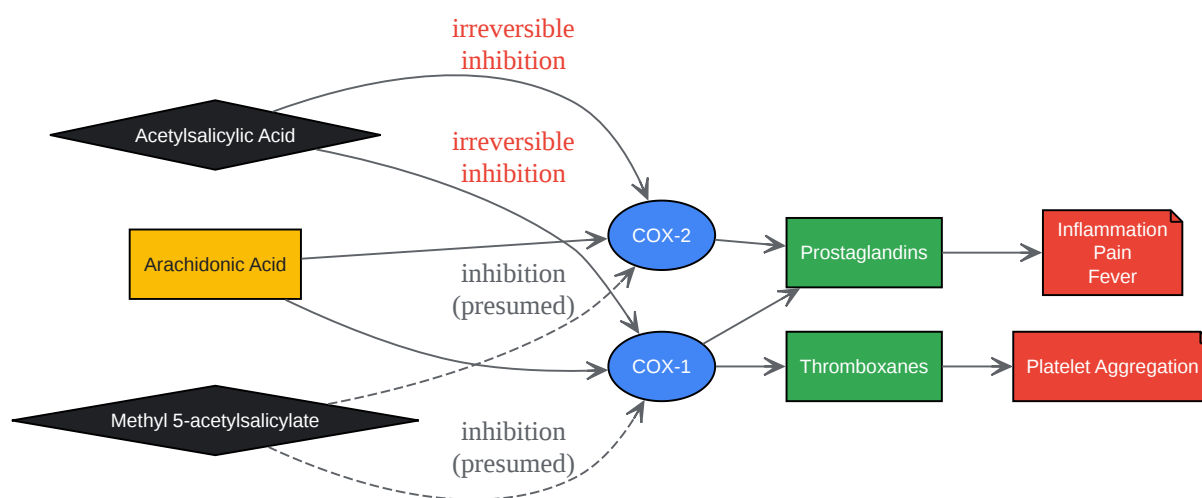 irreversible
inhibition
Acetylsalicylic Acid
irreversible
inhibition
COX-2
Prostaglandins
Inflammation
Pain
Fever
Arachidonic Acid
inhibition
(presumed)
COX-1
Thromboxanes
Platelet Aggregation
Methyl 5-acetylsalicylate
inhibition
(presumed)